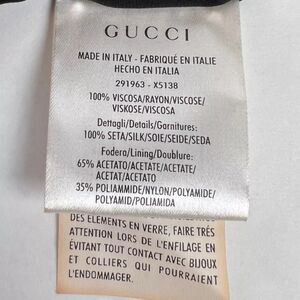 GUCCI
MADE IN ITALY - FABRIQUÉ EN ITALIE
HECHO EN ITALIA
291963 - X5138
100% VISCOSA/RAYON/VISCOSE/
VISKOSE/VISCOSA
Dettagli/Details/Garnitures:
100% SETA/SILK/SOIE/SEIDE/SEDA
Fodera/Lining/Doublure:
65% ACETATO/ACETATE/ACETATE/
ACETAT/ACETATO
35% POLIAMMIDE/NYLON/POLYAMIDE/
POLYAMID/POLIAMIDA
DES ELEMENTS EN VERRE, FAIRE TRÈS
ATTENTION LORS DE L'ENFILAGE EN
ÉVITANT TOUT CONTACT AVEC BIJOUX
ET COLLIERS QUI POURRAIENT
L'ENDOMMAGER.